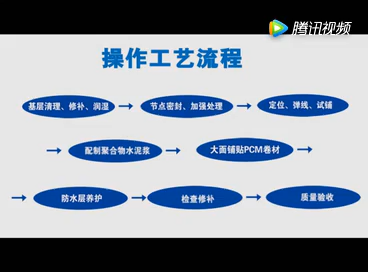 腾讯视频
操作工艺流程
基层清理、修补、润湿
节点密封、加强处理
定位、弹线、试铺
配制聚合物水泥浆
大面铺贴PCM卷材
防水层养护
检查修补
质量验收